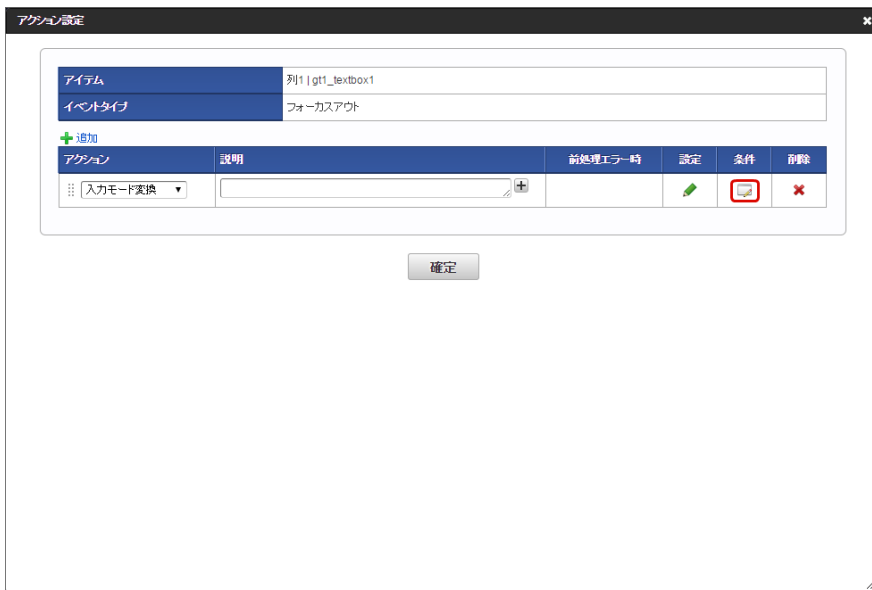 アクション設定
アイテム 列1 | gt1_textbox1
イベントタイプ フォーカスアウト
追加
アクション 説明 前処理エラー時 設定 条件 削除
入力モード変換
確定